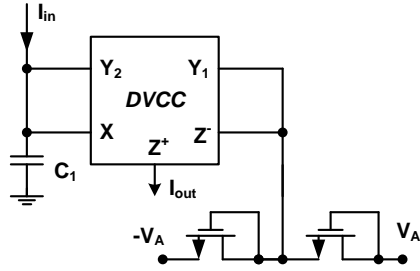 I_in
Y_2 Y_1
DVCC
X Z^-
Z^+
C_1
I_out
-V_A V_A